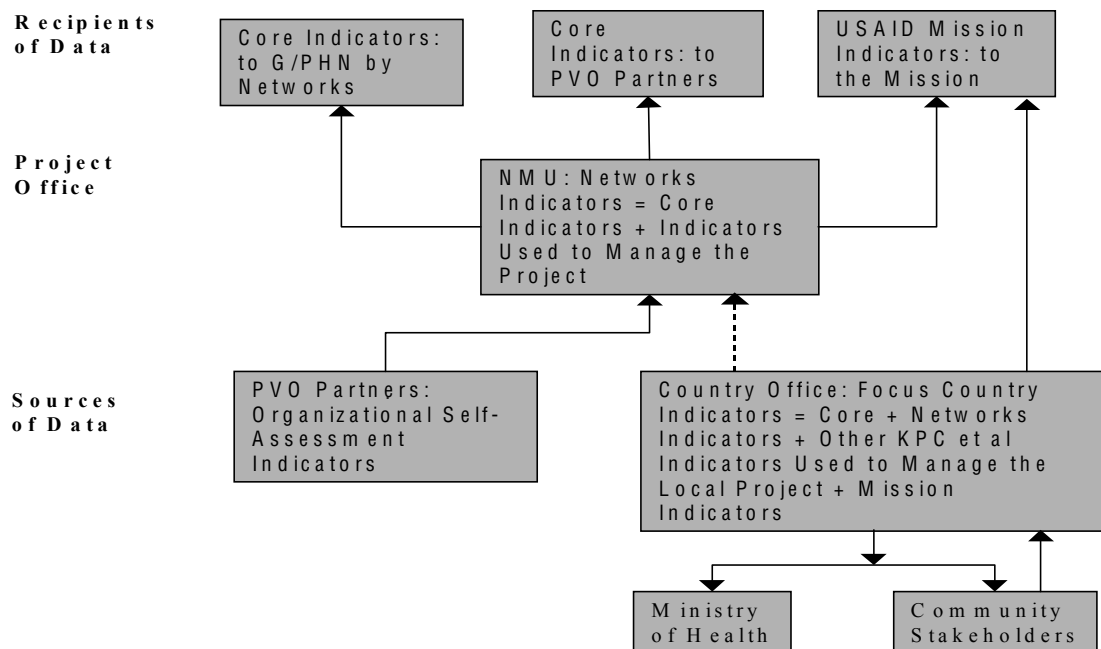 Recipients
of Data
Core Indicators:
to G/PHN by
Networks
Core
Indicators: to
PVO Partners
USAID Mission
Indicators: to
the Mission
Project
Office
NMU: Networks
Indicators = Core
Indicators + Indicators
Used to Manage the
Project
Sources
of Data
PVO Partners:
Organizational Self-
Assessment
Indicators
Country Office: Focus Country
Indicators = Core + Networks
Indicators + Other KPC et al
Indicators Used to Manage the
Local Project + Mission
Indicators
Ministry
of Health
Community
Stakeholders